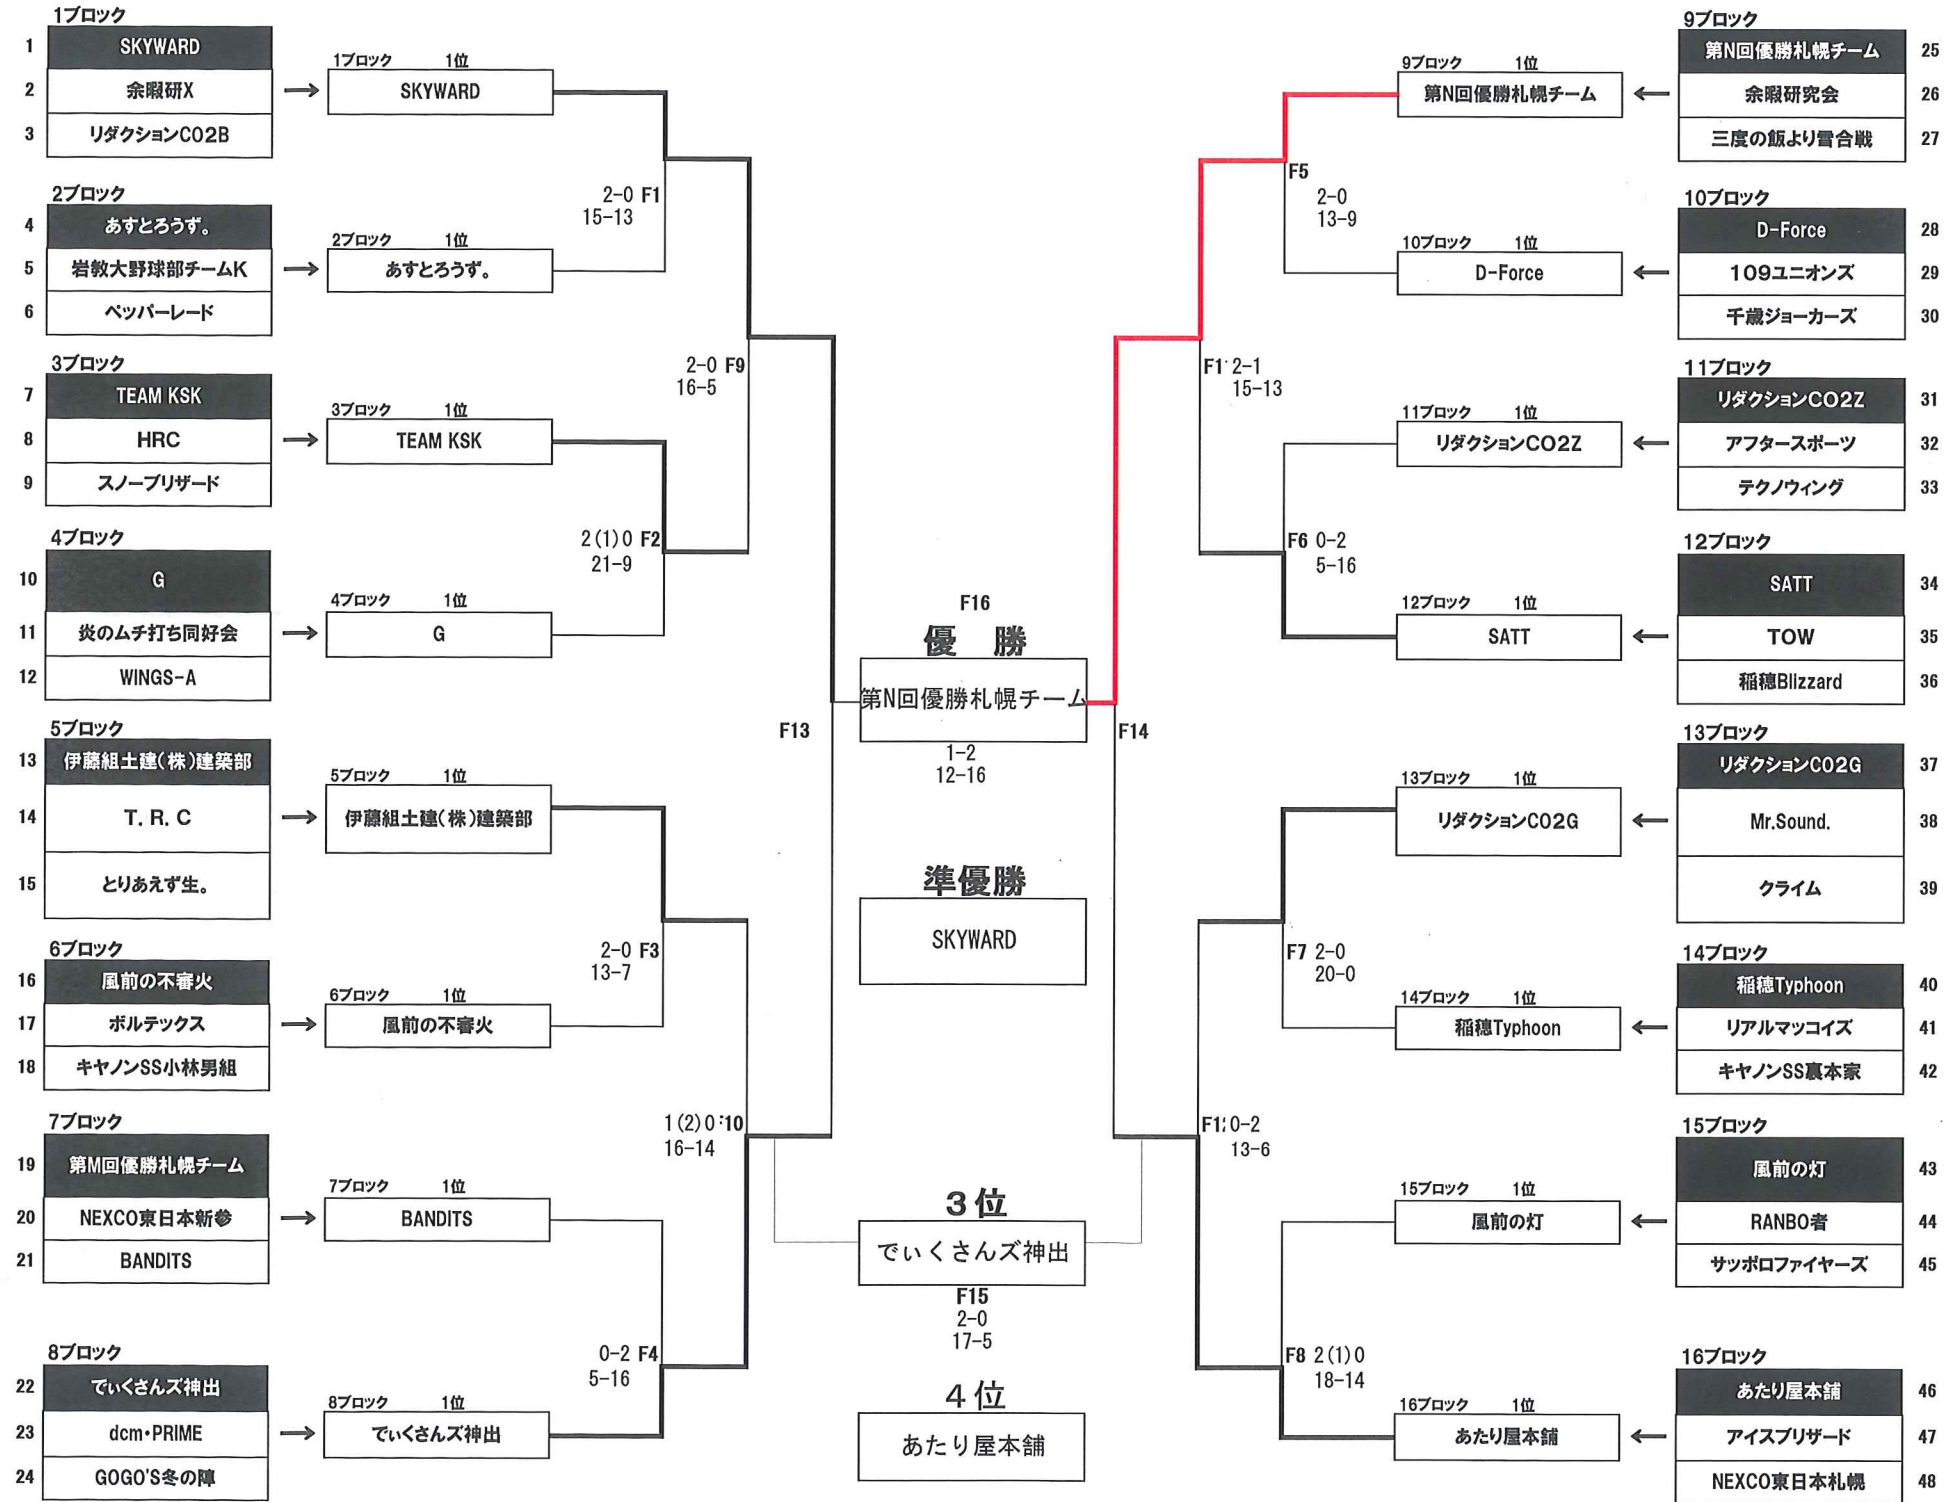 1ブロック
1 SKYWARD
2 余暇研X
3 リダクションCO2B
→
1ブロック 1位
SKYWARD
2ブロック
4 あすとろうず。
5 岩教大野球部チームK
6 ペッパーレード
→
2ブロック 1位
あすとろうず。
2-0 F1
15-13
3ブロック
7 TEAM KSK
8 HRC
9 スノーブリザード
→
3ブロック 1位
TEAM KSK
2-0 F9
16-5
4ブロック
10 G
11 炎のムチ打ち同好会
12 WINGS-A
→
4ブロック 1位
G
2(1)0 F2
21-9
5ブロック
13 伊藤組土建(株)建築部
14 T.R.C
15 とりあえず生。
→
5ブロック 1位
伊藤組土建(株)建築部
6ブロック
16 風前の不審火
17 ボルテックス
18 キヤノンSS小林男組
→
6ブロック 1位
風前の不審火
2-0 F3
13-7
7ブロック
19 第M回優勝札幌チーム
20 NEXCO東日本新参
21 BANDITS
→
7ブロック 1位
BANDITS
1(2)0 10
16-14
8ブロック
22 でぃくさんズ神出
23 dcm・PRIME
24 GOGO'S冬の陣
→
8ブロック 1位
でぃくさんズ神出
0-2 F4
5-16
F13
F16
優 勝
第N回優勝札幌チーム
1-2
12-16
準優勝
SKYWARD
3位
でぃくさんズ神出
F15
2-0
17-5
4位
あたり屋本舗
F14
9ブロック
第N回優勝札幌チーム 25
余暇研究会 26
三度の飯より雪合戦 27
←
9ブロック 1位
第N回優勝札幌チーム
F5
2-0
13-9
10ブロック
D-Force 28
109ユニオンズ 29
千歳ジョーカーズ 30
←
10ブロック 1位
D-Force
F1 2-1
15-13
11ブロック
リダクションCO2Z 31
アフタースポーツ 32
テクノウィング 33
←
11ブロック 1位
リダクションCO2Z
F6 0-2
5-16
12ブロック
SATT 34
TOW 35
稲穂Blizzard 36
←
12ブロック 1位
SATT
13ブロック
リダクションCO2G 37
Mr.Sound. 38
クライム 39
←
13ブロック 1位
リダクションCO2G
F7 2-0
20-0
14ブロック
稲穂Typhoon 40
リアルマッコイズ 41
キヤノンSS裏本家 42
←
14ブロック 1位
稲穂Typhoon
F1 0-2
13-6
15ブロック
風前の灯 43
RANBO者 44
サッポロファイヤーズ 45
←
15ブロック 1位
風前の灯
F8 2(1)0
18-14
16ブロック
あたり屋本舗 46
アイスブリザード 47
NEXCO東日本札幌 48
←
16ブロック 1位
あたり屋本舗